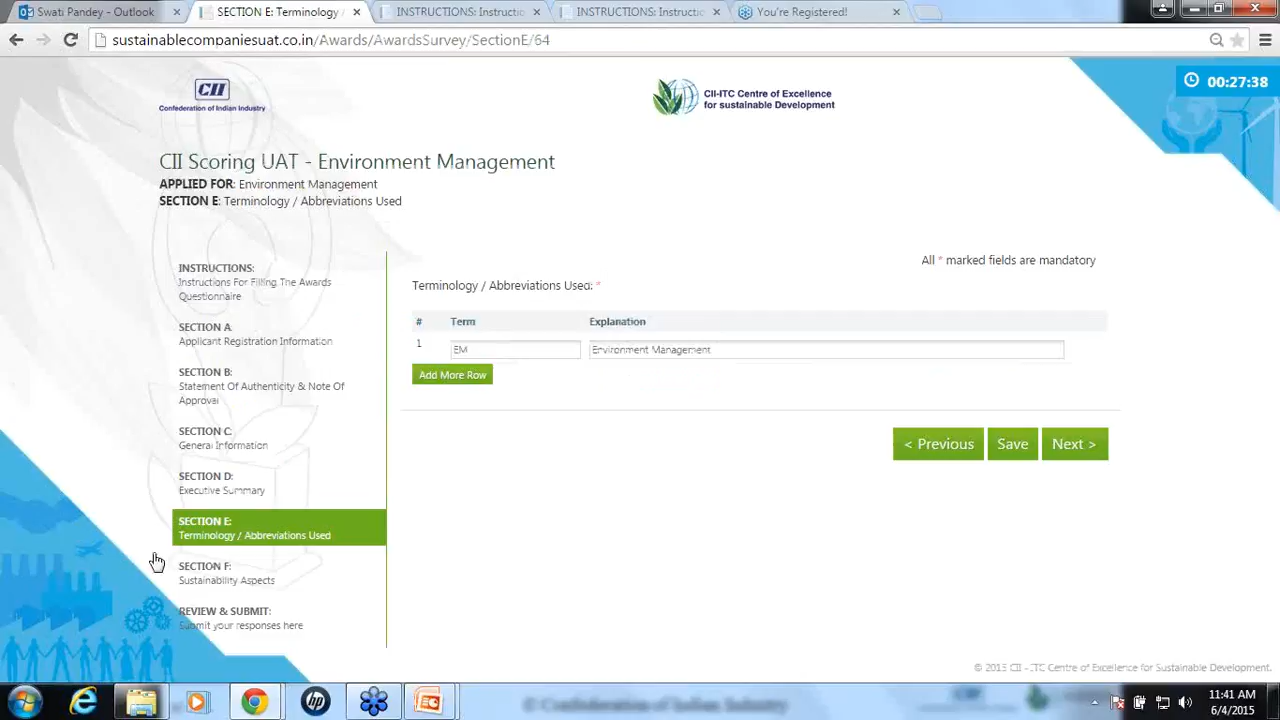 Swati Pandey - Outlook
SECTION E: Terminology /
INSTRUCTIONS: Instructio
INSTRUCTIONS: Instructio
You're Registered!
sustainablecompaniesuat.co.in/Awards/AwardsSurvey/SectionE/64
CII
Confederation of Indian Industry
CII-ITC Centre of Excellence
for sustainable Development
00:27:38
CII Scoring UAT - Environment Management
APPLIED FOR: Environment Management
SECTION E: Terminology / Abbreviations Used
All * marked fields are mandatory
INSTRUCTIONS:
Instructions For Filling The Awards
Questionnaire
SECTION A:
Applicant Registration Information
SECTION B:
Statement Of Authenticity & Note Of
Approval
SECTION C:
General Information
SECTION D:
Executive Summary
SECTION E:
Terminology / Abbreviations Used
SECTION F:
Sustainability Aspects
REVIEW & SUBMIT:
Submit your responses here
Terminology / Abbreviations Used: *
# Term Explanation
1 EM Environment Management
Add More Row
< Previous Save Next >
© 2015 CII - ITC Centre of Excellence for Sustainable Development.
© Confederation of Indian Industry
11:41 AM
6/4/2015